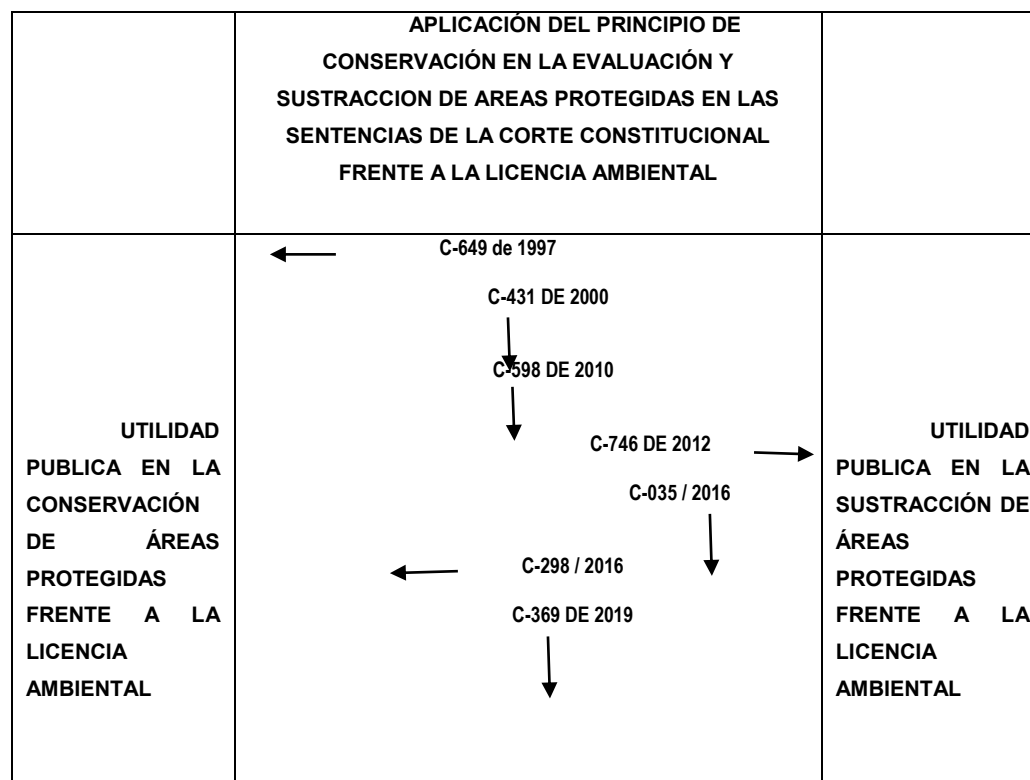 APLICACIÓN DEL PRINCIPIO DE
CONSERVACIÓN EN LA EVALUACIÓN Y
SUSTRACCION DE AREAS PROTEGIDAS EN LAS
SENTENCIAS DE LA CORTE CONSTITUCIONAL
FRENTE A LA LICENCIA AMBIENTAL
UTILIDAD
PUBLICA EN LA
CONSERVACIÓN
DE ÁREAS
PROTEGIDAS
FRENTE A LA
LICENCIA
AMBIENTAL
C-649 de 1997
C-431 DE 2000
C-598 DE 2010
C-746 DE 2012
C-035 / 2016
C-298 / 2016
C-369 DE 2019
UTILIDAD
PUBLICA EN LA
SUSTRACCIÓN DE
ÁREAS
PROTEGIDAS
FRENTE A LA
LICENCIA
AMBIENTAL